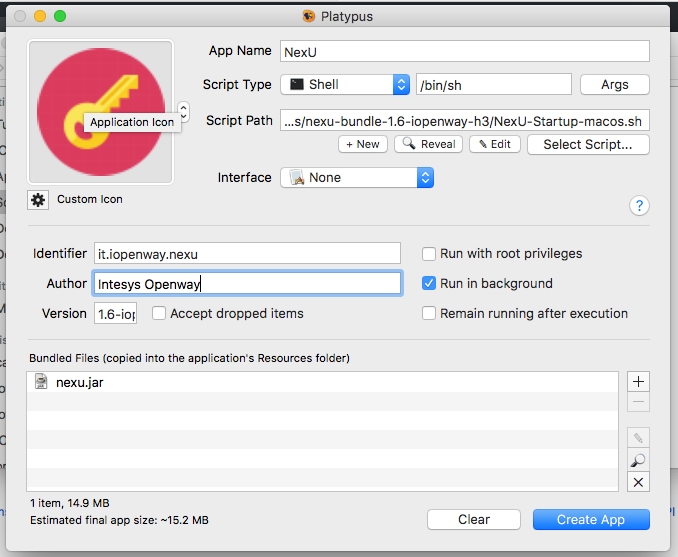 Platypus
App Name NexU
Script Type Shell /bin/sh Args
Application Icon
Script Path ...s/nexu-bundle-1.6-iopenway-h3/NexU-Startup-macos.sh
+ New Reveal Edit Select Script...
Interface None
Custom Icon
?
Identifier it.iopenway.nexu
Run with root privileges
Author Intesys Openway
Run in background
Version 1.6-iop
Accept dropped items
Remain running after execution
Bundled Files (copied into the application's Resources folder)
nexu.jar
1 item, 14.9 MB
Estimated final app size: ~15.2 MB
Clear Create App